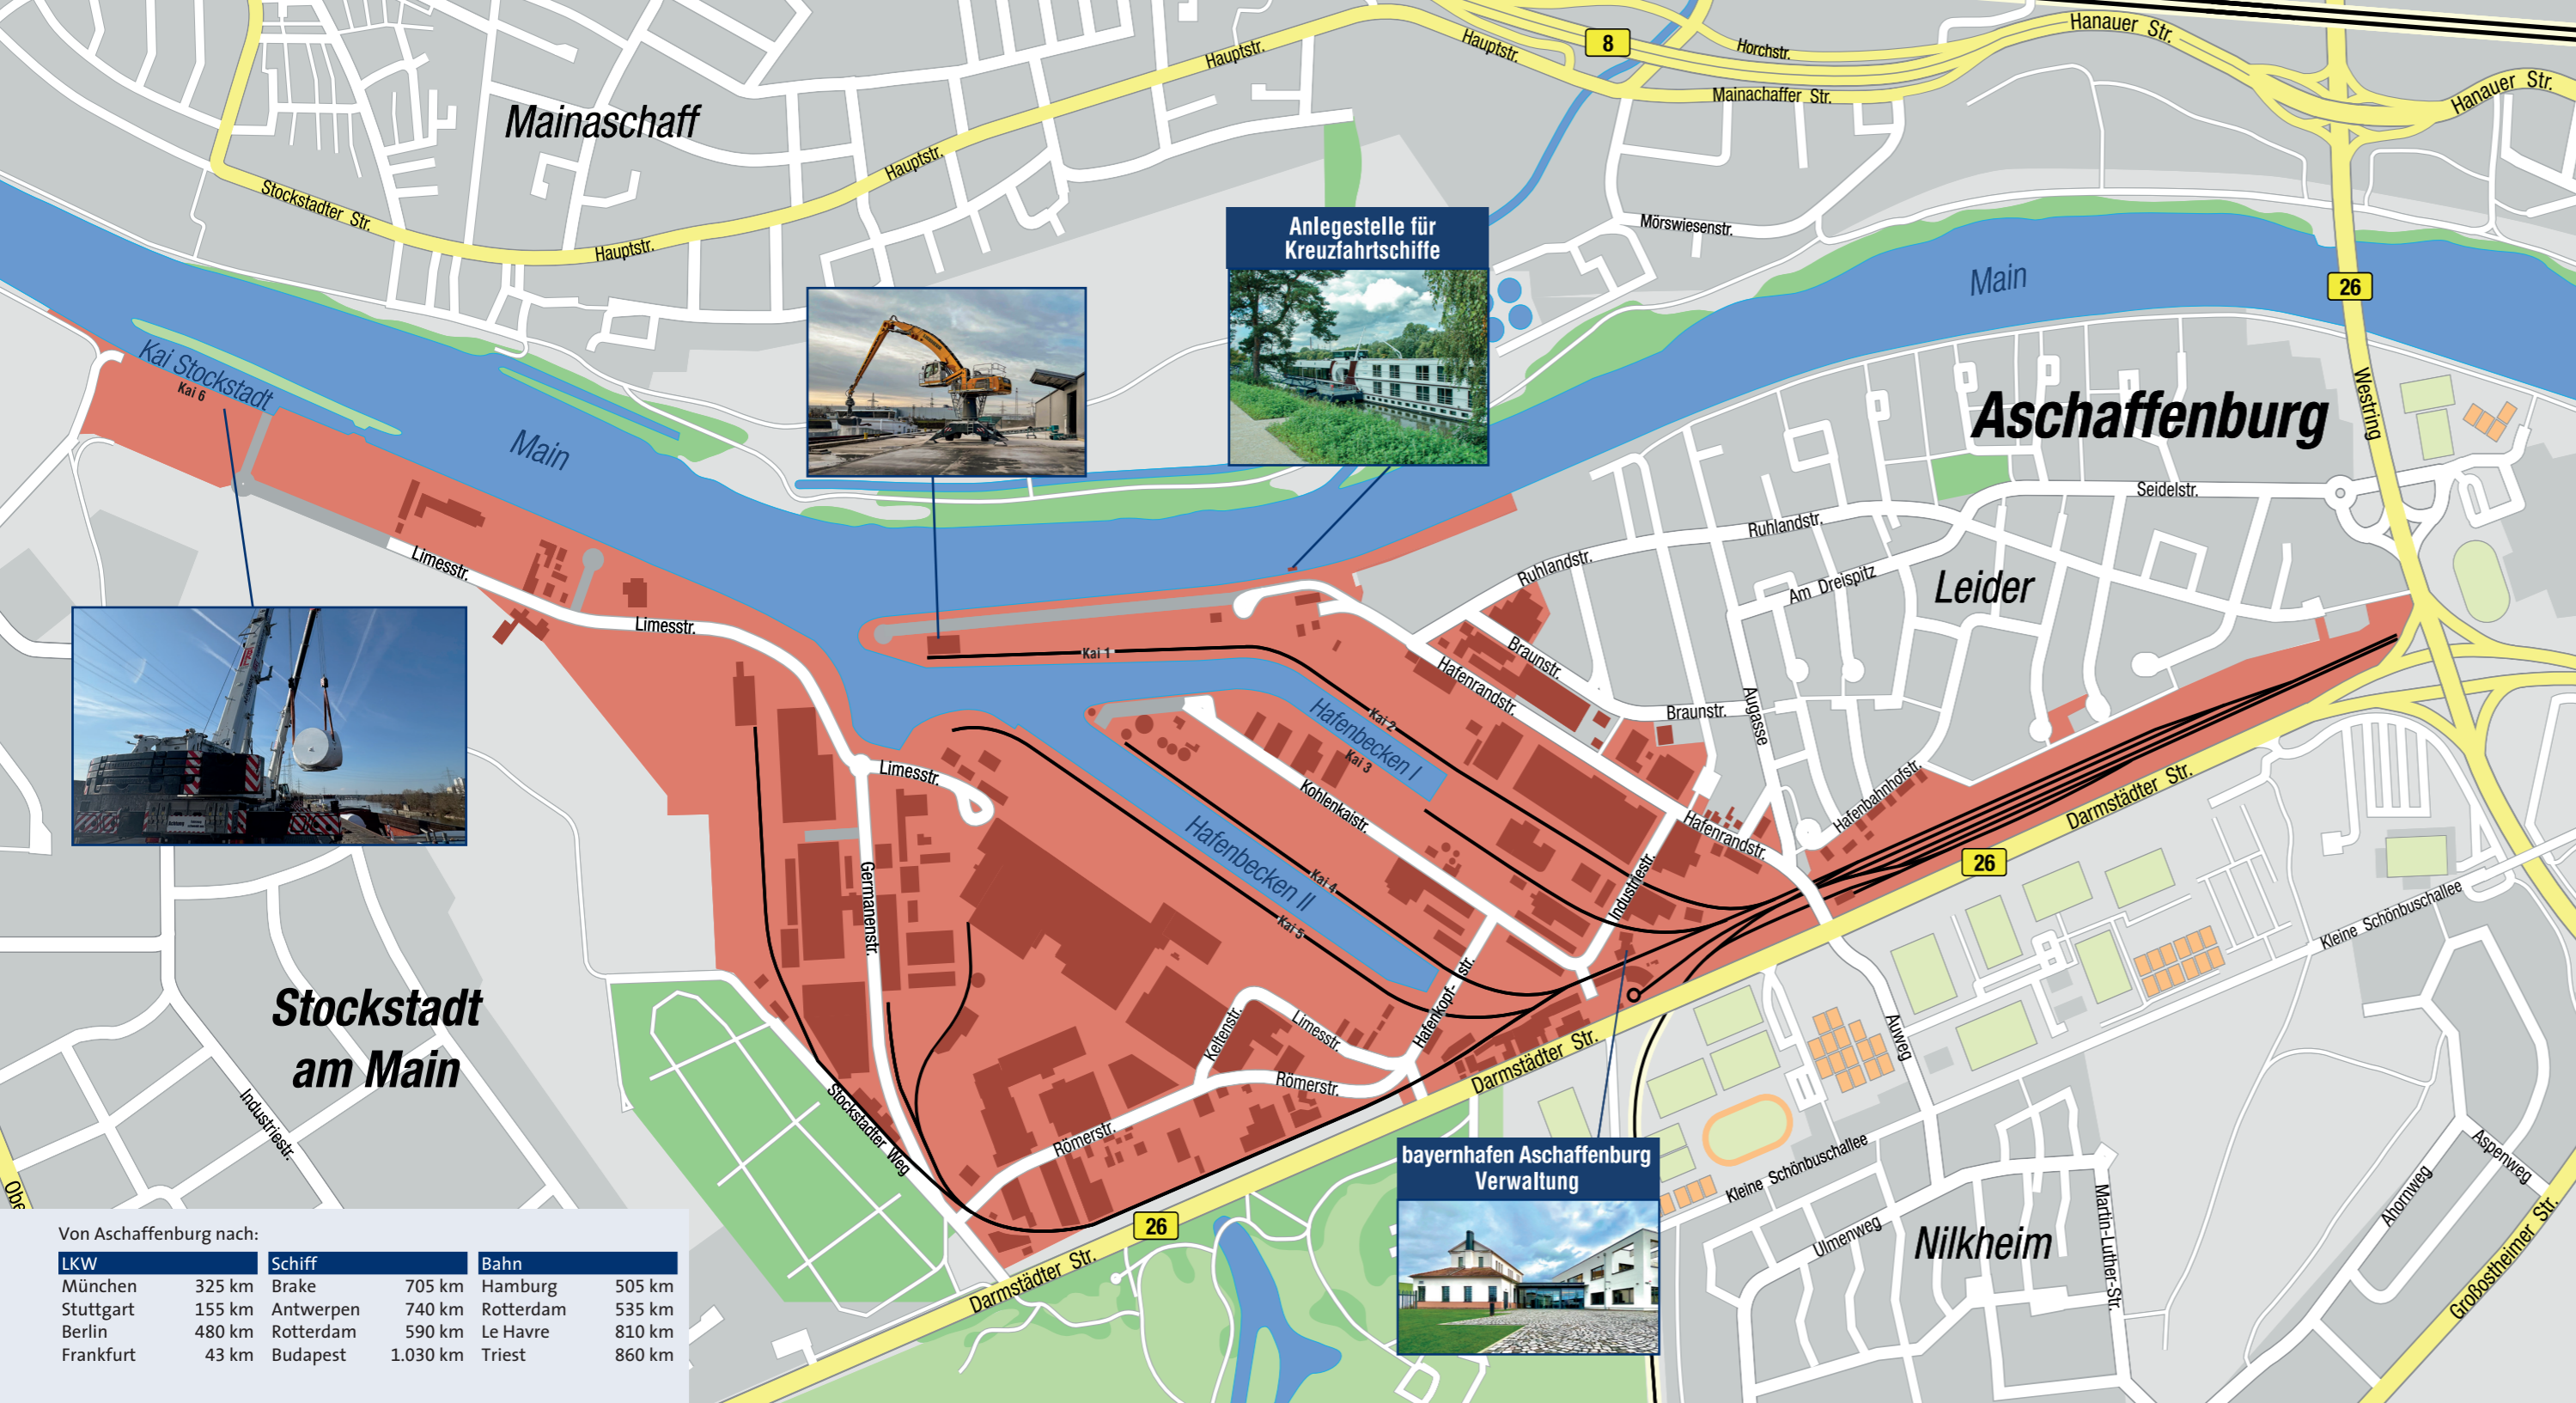 Hauptstr.
Hauptstr.
8
Horchstr.
Hanauer Str.
Hanauer Str.
Mainachaffer Str.
Mainaschaff
Hauptstr.
Stockstadter Str.
Hauptstr.
Anlegestelle für
Kreuzfahrtschiffe
Mörswiesenstr.
Main
26
Westring
Kai Stockstadt
Kai 6
Main
Aschaffenburg
Seidelstr.
Ruhlandstr.
Ruhlandstr.
Am Dreispitz
Leider
Limesstr.
Limesstr.
Kai 1
Braunstr.
Hafenrandstr.
Braunstr.
Augasse
Hafenbecken I
Kai 2
Kai 3
Limesstr.
Kohlenkaistr.
Hafenrandstr.
Hafenbahnhofstr.
Darmstädter Str.
26
Hafenbecken II
Kai 4
Kai 5
Industriestr.
Germanenstr.
Kleine Schönbuschallee
Hafenkopf-
str.
Stockstadt
am Main
Keltenstr.
Limesstr.
Römerstr.
Römerstr.
Darmstädter Str.
Auweg
Industriestr.
Stockstadter Weg
bayernhafen Aschaffenburg
Verwaltung
Kleine Schönbuschallee
Ulmenweg
Nilkheim
Martin-Luther-Str.
Aspenweg
Ahornweg
Großostheimer Str.
26
Darmstädter Str.
Obe
Von Aschaffenburg nach:
LKW Schiff Bahn
München 325 km Brake 705 km Hamburg 505 km
Stuttgart 155 km Antwerpen 740 km Rotterdam 535 km
Berlin 480 km Rotterdam 590 km Le Havre 810 km
Frankfurt 43 km Budapest 1.030 km Triest 860 km